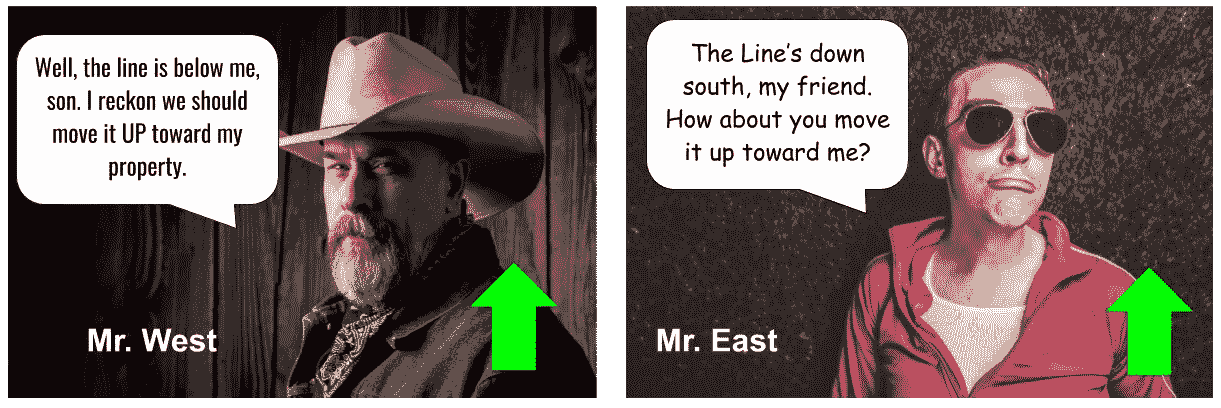 Well, the line is below me,
son. I reckon we should
move it UP toward my
property.
Mr. West
The Line's down
south, my friend.
How about you move
it up toward me?
Mr. East